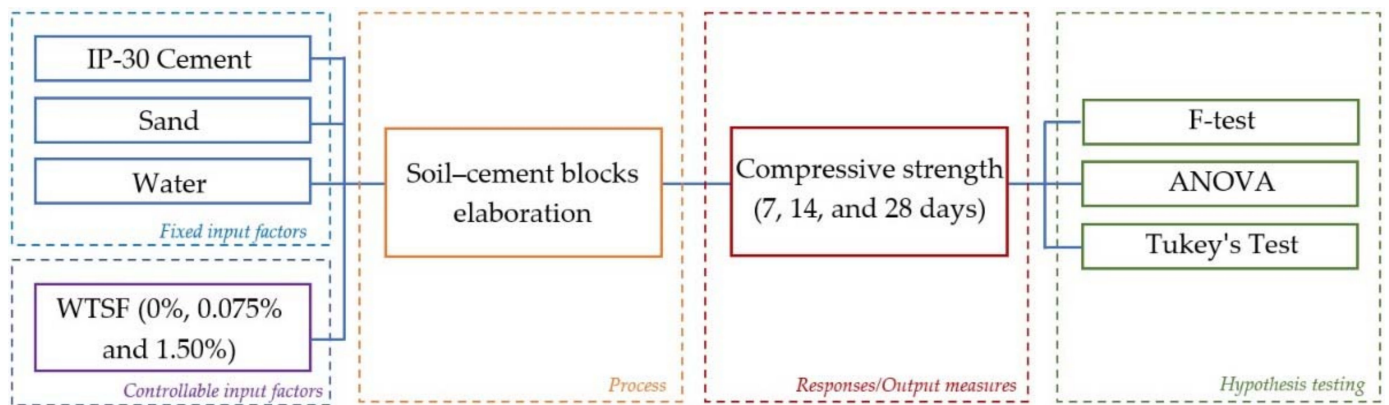 IP-30 Cement
Sand
Water
Fixed input factors
WTSF (0%, 0.075%
and 1.50%)
Controllable input factors
Soil–cement blocks
elaboration
Process
Compressive strength
(7, 14, and 28 days)
Responses/Output measures
F-test
ANOVA
Tukey's Test
Hypothesis testing